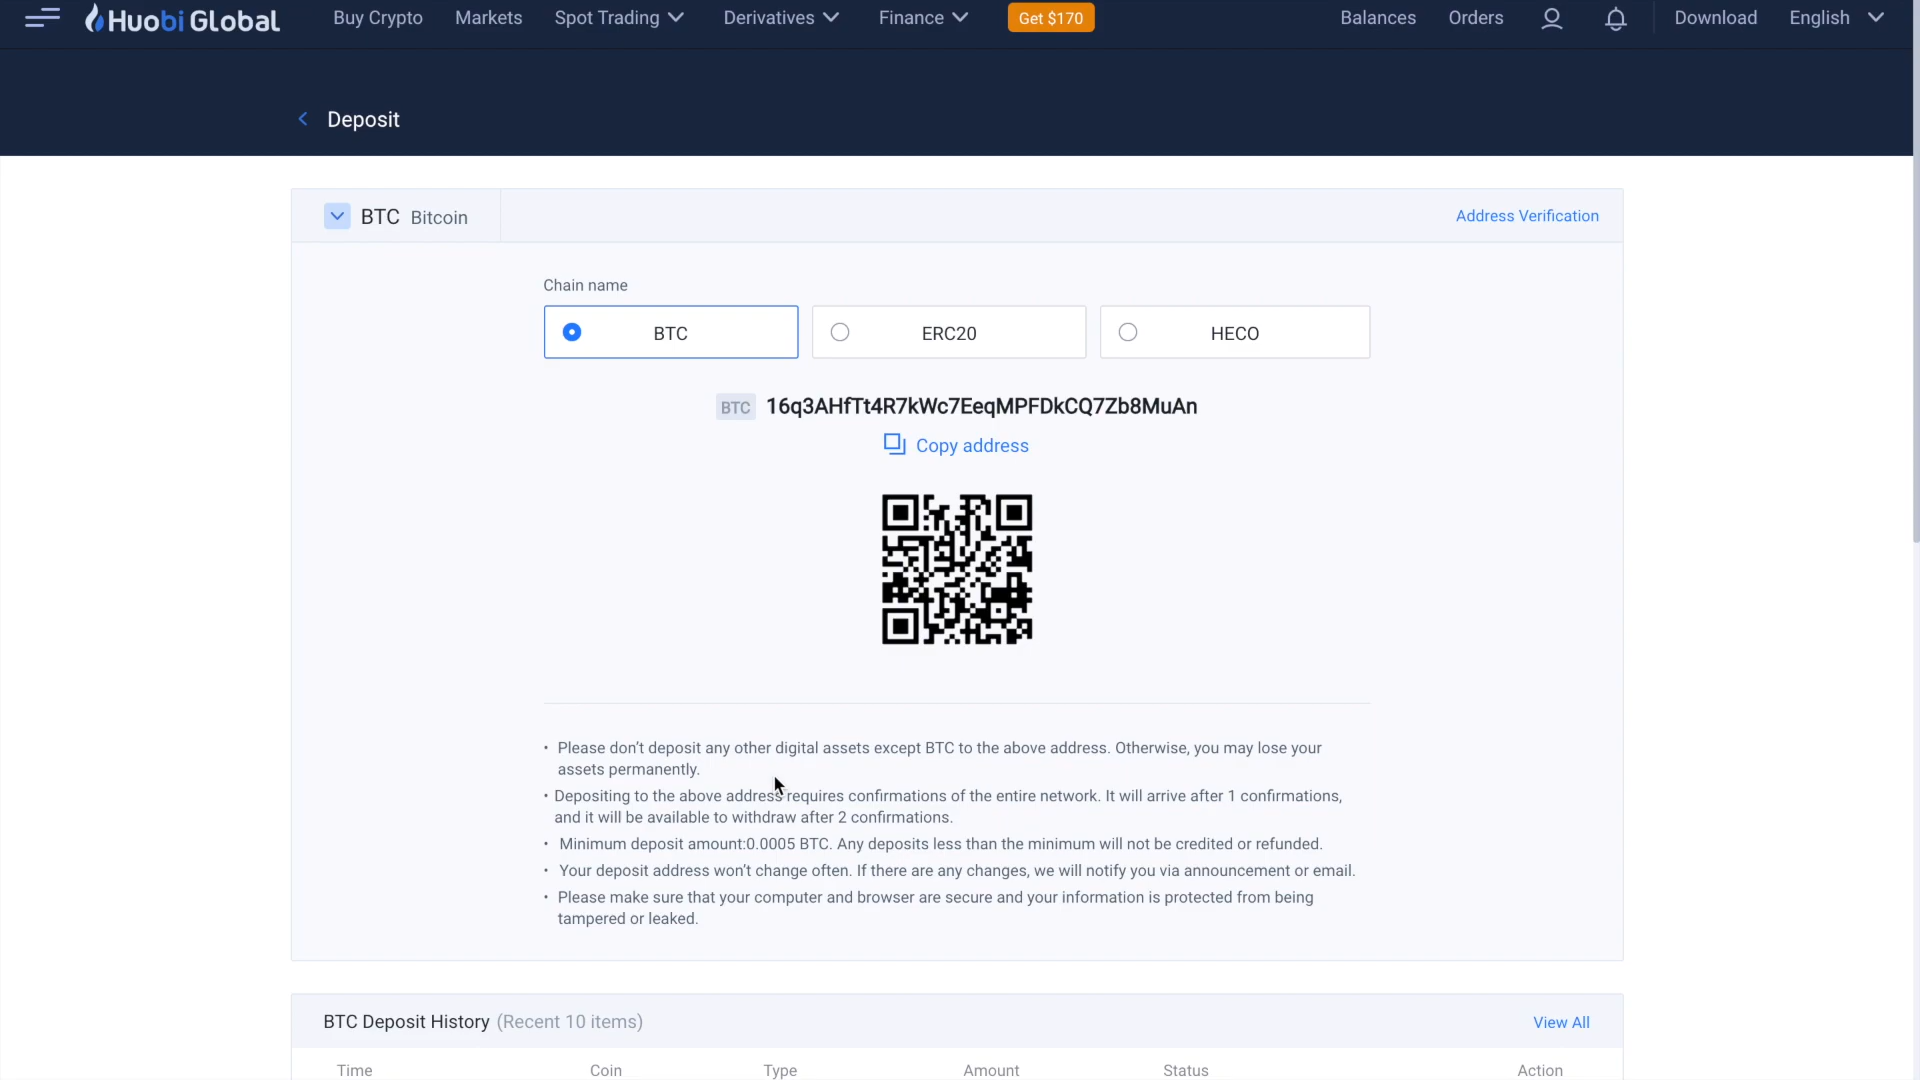 Huobi Global Buy Crypto Markets Spot Trading Derivatives Finance Get $170 Balances Orders Download English
Deposit
BTC Bitcoin Address Verification
Chain name
BTC ERC20 HECO
BTC 16q3AHfTt4R7kWc7EeqMPFDkCQ7Zb8MuAn
Copy address
• Please don't deposit any other digital assets except BTC to the above address. Otherwise, you may lose your
assets permanently.
• Depositing to the above address requires confirmations of the entire network. It will arrive after 1 confirmations,
and it will be available to withdraw after 2 confirmations.
• Minimum deposit amount:0.0005 BTC. Any deposits less than the minimum will not be credited or refunded.
• Your deposit address won't change often. If there are any changes, we will notify you via announcement or email.
• Please make sure that your computer and browser are secure and your information is protected from being
tampered or leaked.
BTC Deposit History (Recent 10 items) View All
Time Coin Type Amount Status Action